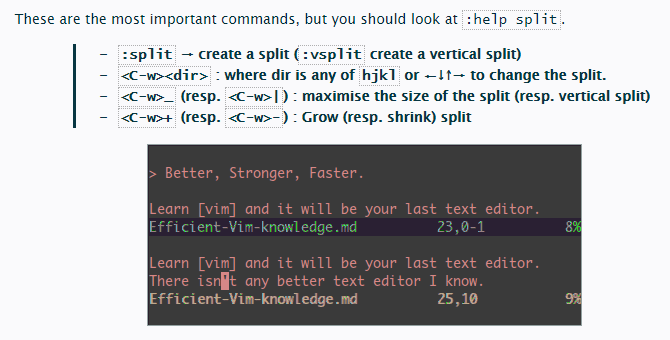 These are the most important commands, but you should look at :help split.
– :split → create a split (:vsplit create a vertical split)
– <C-w><dir> : where dir is any of hjkl or ←↓↑→ to change the split.
– <C-w>_ (resp. <C-w>|) : maximise the size of the split (resp. vertical split)
– <C-w>+ (resp. <C-w>-) : Grow (resp. shrink) split
> Better, Stronger, Faster.
Learn [vim] and it will be your last text editor.
Efficient-Vim-knowledge.md 23,0-1 8%
Learn [vim] and it will be your last text editor.
There isn't any better text editor I know.
Efficient-Vim-knowledge.md 25,10 9%